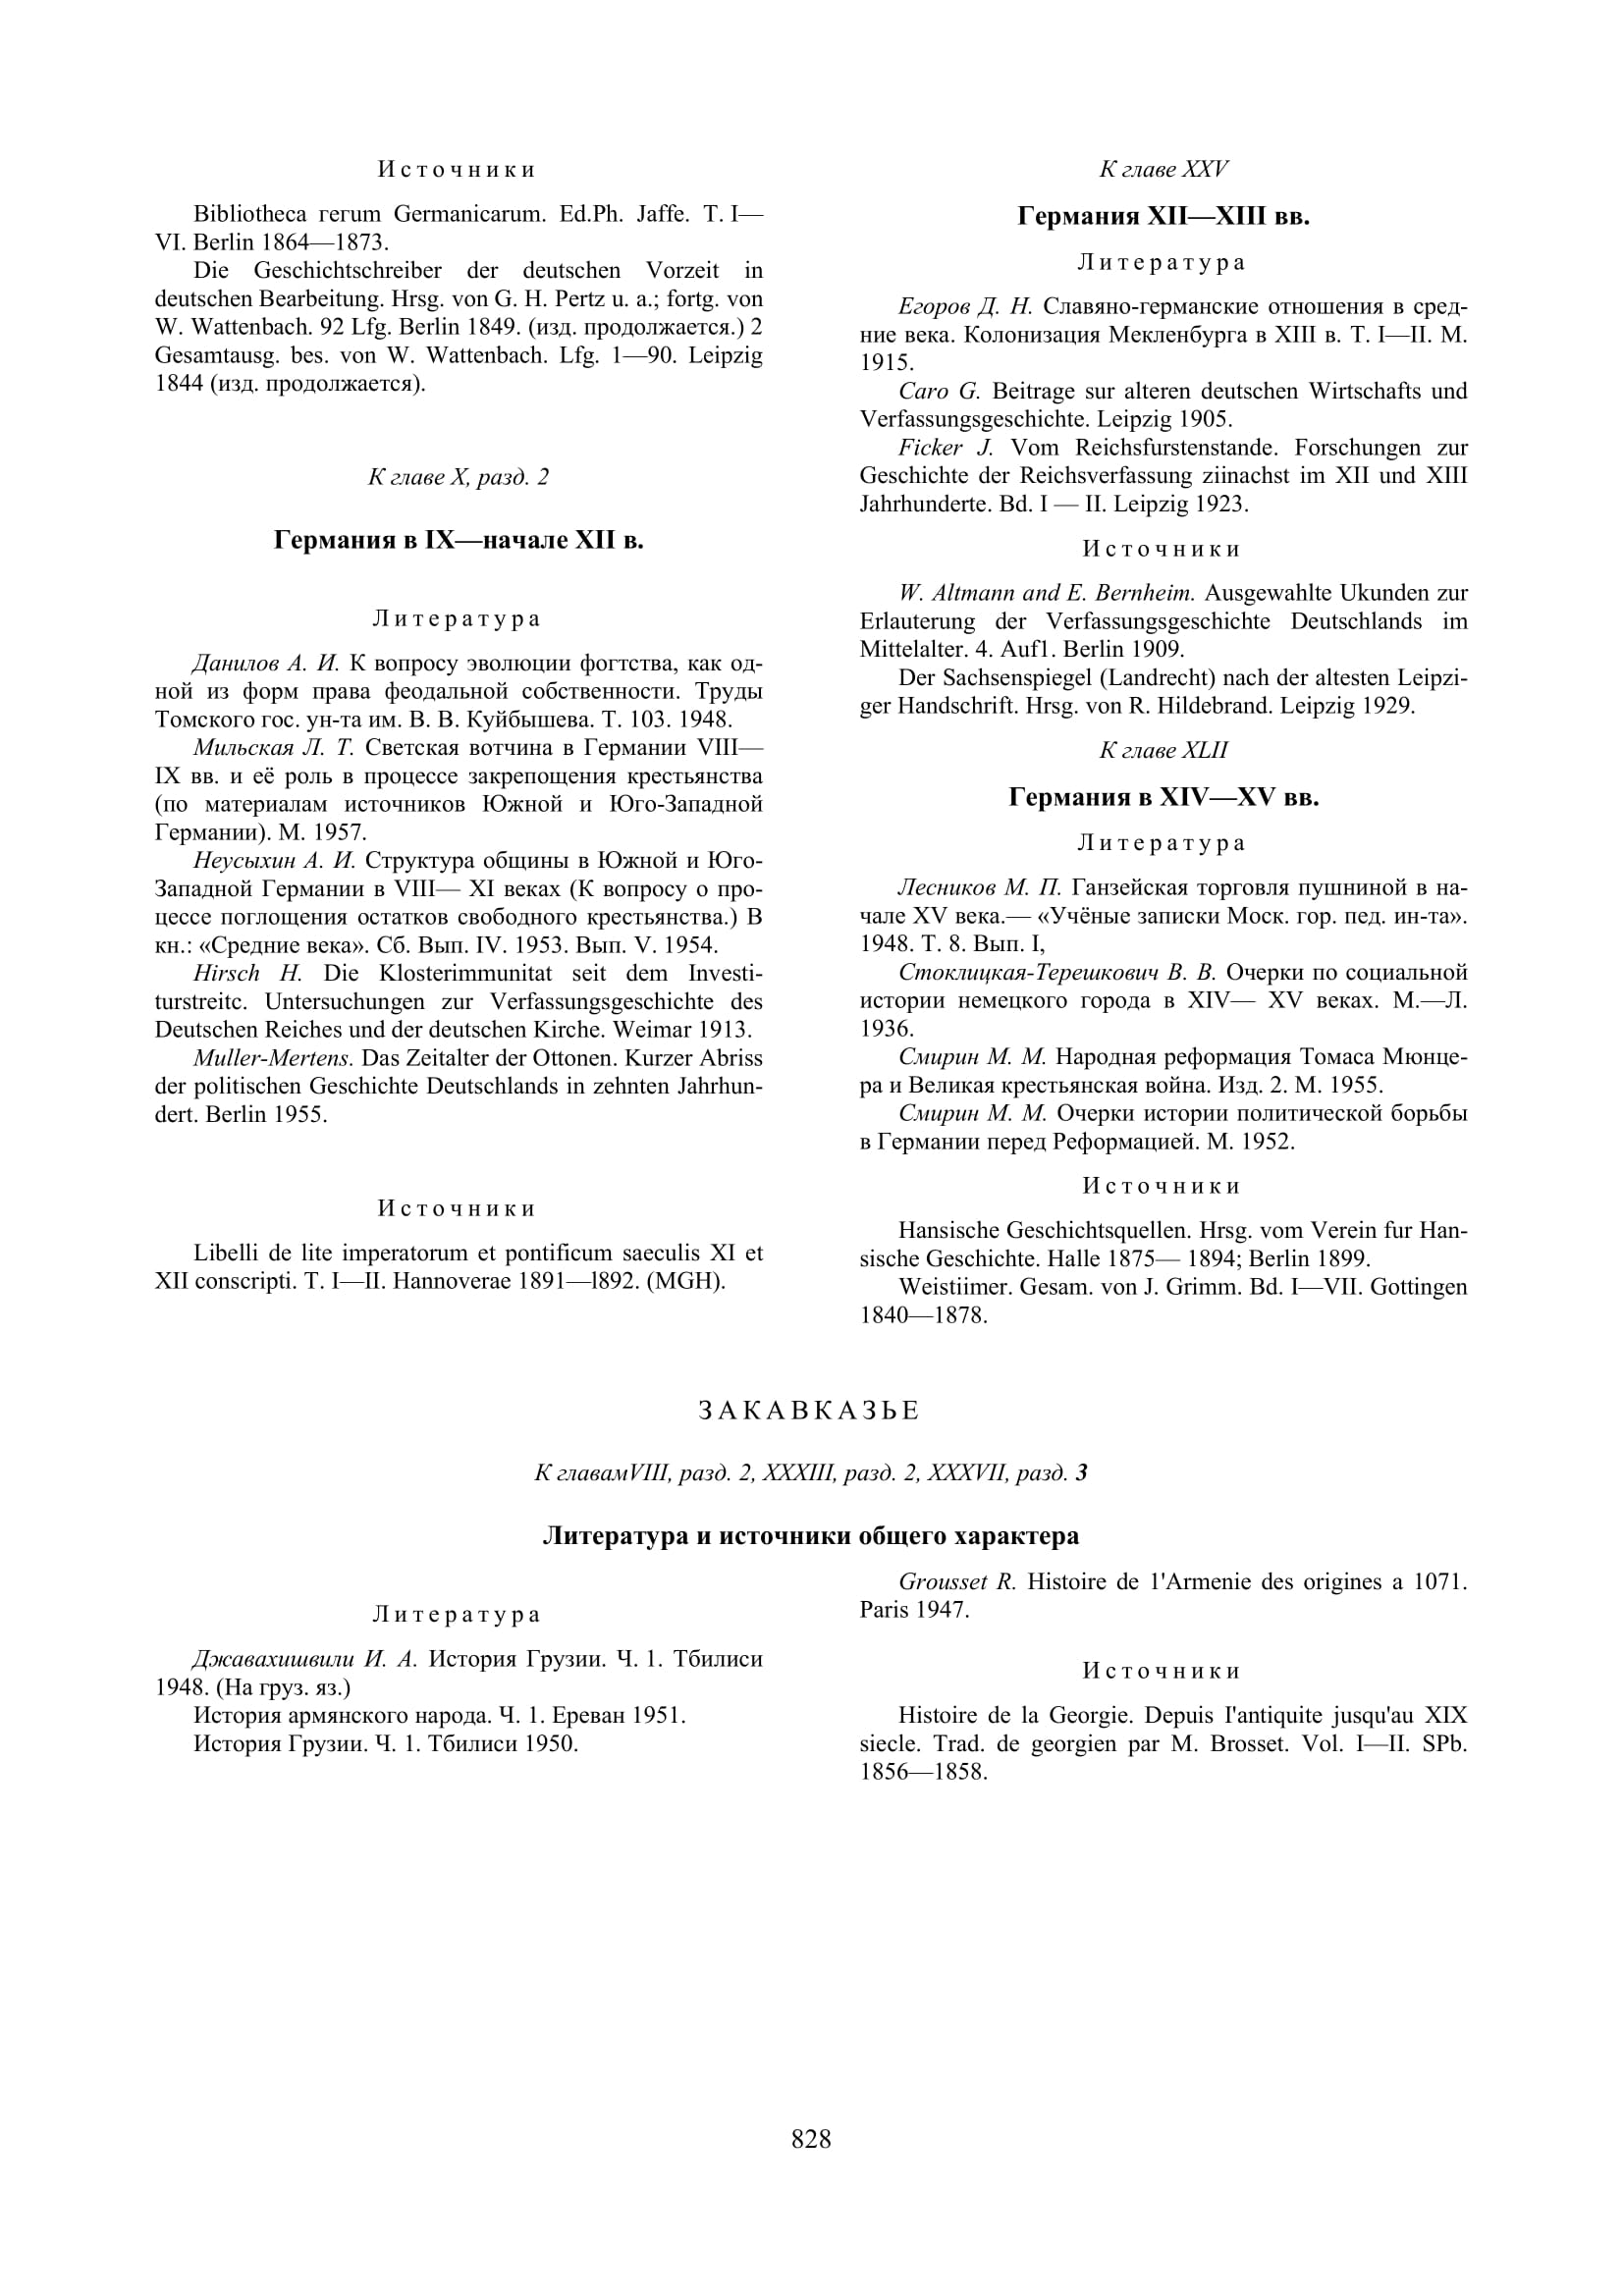 Источники
Bibliotheca гегum Germanicarum. Ed.Ph. Jaffe. T. I—
VI. Berlin 1864—1873.
Die Geschichtschreiber der deutschen Vorzeit in
deutschen Bearbeitung. Hrsg. von G. H. Pertz u. a.; fortg. von
W. Wattenbach. 92 Lfg. Berlin 1849. (изд. продолжается.) 2
Gesamtausg. bes. von W. Wattenbach. Lfg. 1—90. Leipzig
1844 (изд. продолжается).
К главе X, разд. 2
Германия в IX—начале XII в.
Литература
Данилов А. И. К вопросу эволюции фогтства, как од-
ной из форм права феодальной собственности. Труды
Томского гос. ун-та им. В. В. Куйбышева. Т. 103. 1948.
Мильская Л. Т. Светская вотчина в Германии VIII—
IX вв. и её роль в процессе закрепощения крестьянства
(по материалам источников Южной и Юго-Западной
Германии). М. 1957.
Неусыхин А. И. Структура общины в Южной и Юго-
Западной Германии в VIII— XI веках (К вопросу о про-
цессе поглощения остатков свободного крестьянства.) В
кн.: «Средние века». Сб. Вып. IV. 1953. Вып. V. 1954.
Hirsch H. Die Klosterimmunitat seit dem Investi-
turstreitc. Untersuchungen zur Verfassungsgeschichte des
Deutschen Reiches und der deutschen Kirche. Weimar 1913.
Muller-Mertens. Das Zeitalter der Ottonen. Kurzer Abriss
der politischen Geschichte Deutschlands in zehnten Jahrhun-
dert. Berlin 1955.
Источники
Libelli de lite imperatorum et pontificum saeculis XI et
XII conscripti. T. I—II. Hannoverae 1891—l892. (MGH).
К главе XXV
Германия XII—XIII вв.
Литература
Егоров Д. Н. Славяно-германские отношения в сред-
ние века. Колонизация Мекленбурга в XIII в. Т. I—II. М.
1915.
Caro G. Beitrage sur alteren deutschen Wirtschafts und
Verfassungsgeschichte. Leipzig 1905.
Ficker J. Vom Reichsfurstenstande. Forschungen zur
Geschichte der Reichsverfassung ziinachst im XII und XIII
Jahrhunderte. Bd. I — II. Leipzig 1923.
Источники
W. Altmann and E. Bernheim. Ausgewahlte Ukunden zur
Erlauterung der Verfassungsgeschichte Deutschlands im
Mittelalter. 4. Auf1. Berlin 1909.
Der Sachsenspiegel (Landrecht) nach der altesten Leipzi-
ger Handschrift. Hrsg. von R. Hildebrand. Leipzig 1929.
К главе XLII
Германия в XIV—XV вв.
Литература
Лесников М. П. Ганзейская торговля пушниной в на-
чале XV века.— «Учёные записки Моск. гор. пед. ин-та».
1948. Т. 8. Вып. I,
Стоклицкая-Терешкович В. В. Очерки по социальной
истории немецкого города в XIV— XV веках. М.—Л.
1936.
Смирин М. М. Народная реформация Томаса Мюнце-
ра и Великая крестьянская война. Изд. 2. М. 1955.
Смирин М. М. Очерки истории политической борьбы
в Германии перед Реформацией. М. 1952.
Источники
Hansische Geschichtsquellen. Hrsg. vom Verein fur Han-
sische Geschichte. Halle 1875— 1894; Berlin 1899.
Weistiimer. Gesam. von J. Grimm. Bd. I—VII. Gottingen
1840—1878.
ЗАКАВКАЗЬЕ
К главамVIII, разд. 2, XXXIII, разд. 2, XXXVII, разд. 3
Литература и источники общего характера
Литература
Джавахишвили И. А. История Грузии. Ч. 1. Тбилиси
1948. (На груз. яз.)
История армянского народа. Ч. 1. Ереван 1951.
История Грузии. Ч. 1. Тбилиси 1950.
Grousset R. Histoire de 1'Armenie des origines a 1071.
Paris 1947.
Источники
Histoire de la Georgie. Depuis I'antiquite jusqu'au XIX
siecle. Trad. de georgien par M. Brosset. Vol. I—II. SPb.
1856—1858.
828